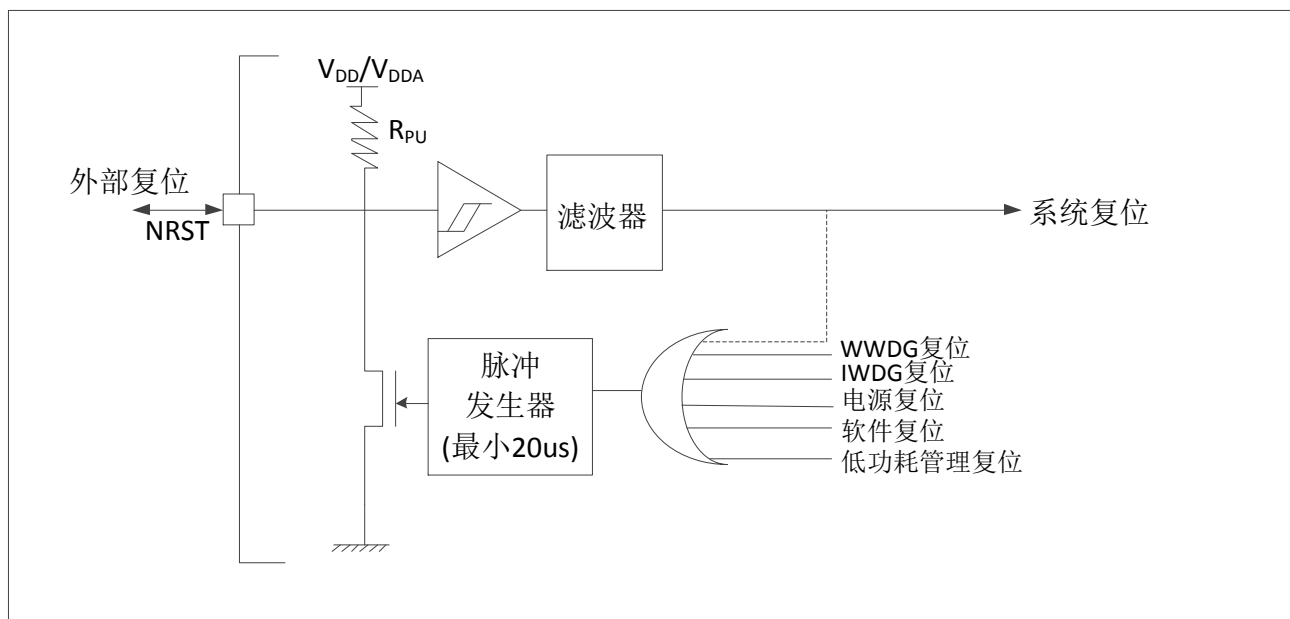 VDD/VDDA
RPU
外部复位
NRST
滤波器
系统复位
脉冲
发生器
(最小20us)
WWDG复位
IWDG复位
电源复位
软件复位
低功耗管理复位